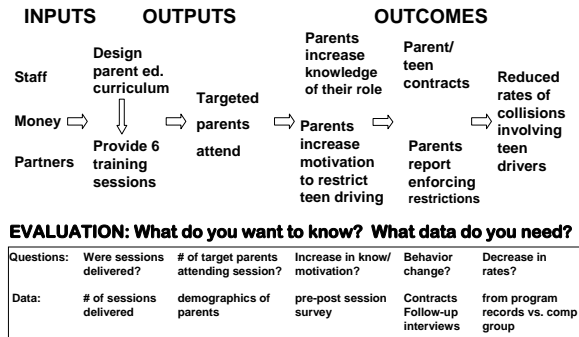 INPUTS OUTPUTS OUTCOMES
Staff
Money
Partners
Design
parent ed.
curriculum
Provide 6
training
sessions
Targeted
parents
attend
Parents
increase
knowledge
of their role
Parents
increase
motivation
to restrict
teen driving
Parent/
teen
contracts
Parents
report
enforcing
restrictions
Reduced
rates of
collisions
involving
teen
drivers
EVALUATION: What do you want to know? What data do you need?
Questions:
Were sessions
delivered?
# of target parents
attending session?
Increase in know/
motivation?
Behavior
change?
Decrease in
rates?
Data:
# of sessions
delivered
demographics of
parents
pre-post session
survey
Contracts
Follow-up
interviews
from program
records vs. comp
group